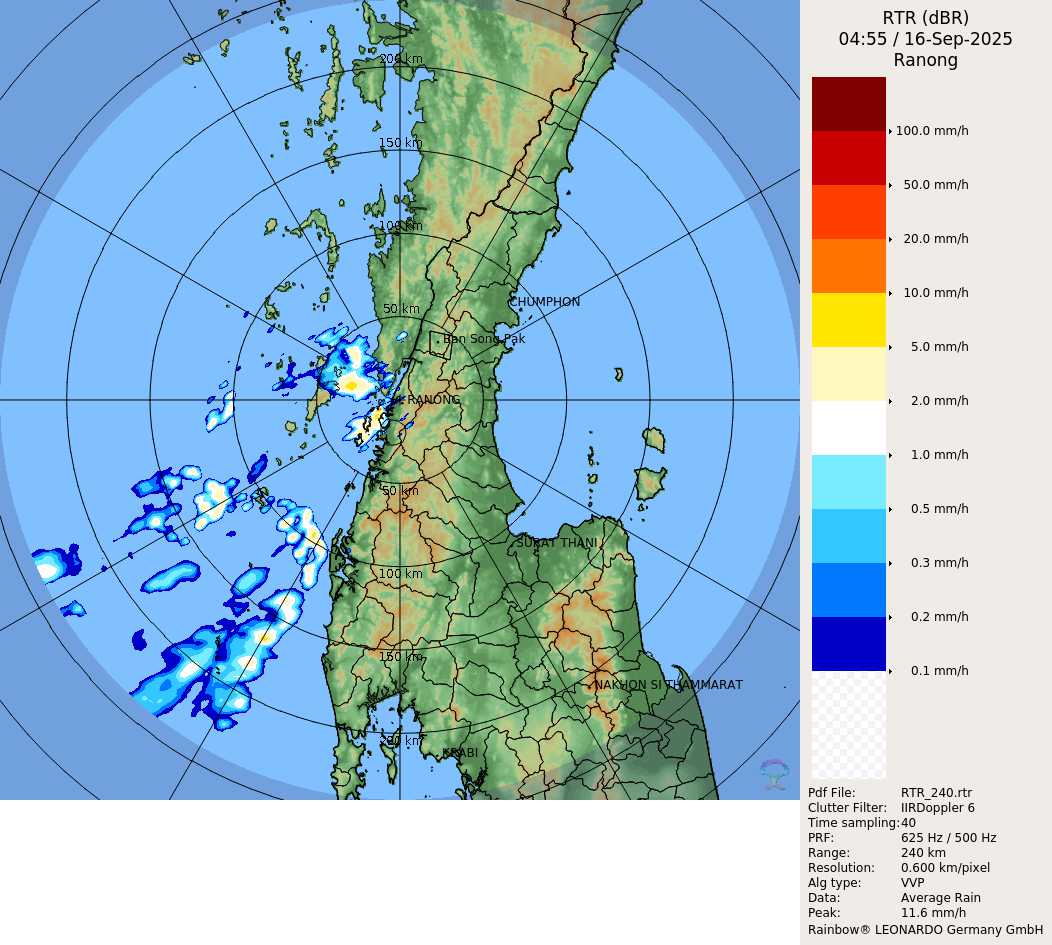 RTR (dBR)
04:55 / 16-Sep-2025
Ranong
200 km
150 km
100 km
50 km
CHUMPHON
Ban Song Pak
RANONG
50 km
SURAT THANI
100 km
150 km
NAKHON SI THAMMARAT
200 km
KRABI
100.0 mm/h
50.0 mm/h
20.0 mm/h
10.0 mm/h
5.0 mm/h
2.0 mm/h
1.0 mm/h
0.5 mm/h
0.3 mm/h
0.2 mm/h
0.1 mm/h
Pdf File: RTR_240.rtr
Clutter Filter: IIRDoppler 6
Time sampling: 40
PRF: 625 Hz / 500 Hz
Range: 240 km
Resolution: 0.600 km/pixel
Alg type: VVP
Data: Average Rain
Peak: 11.6 mm/h
Rainbow® LEONARDO Germany GmbH